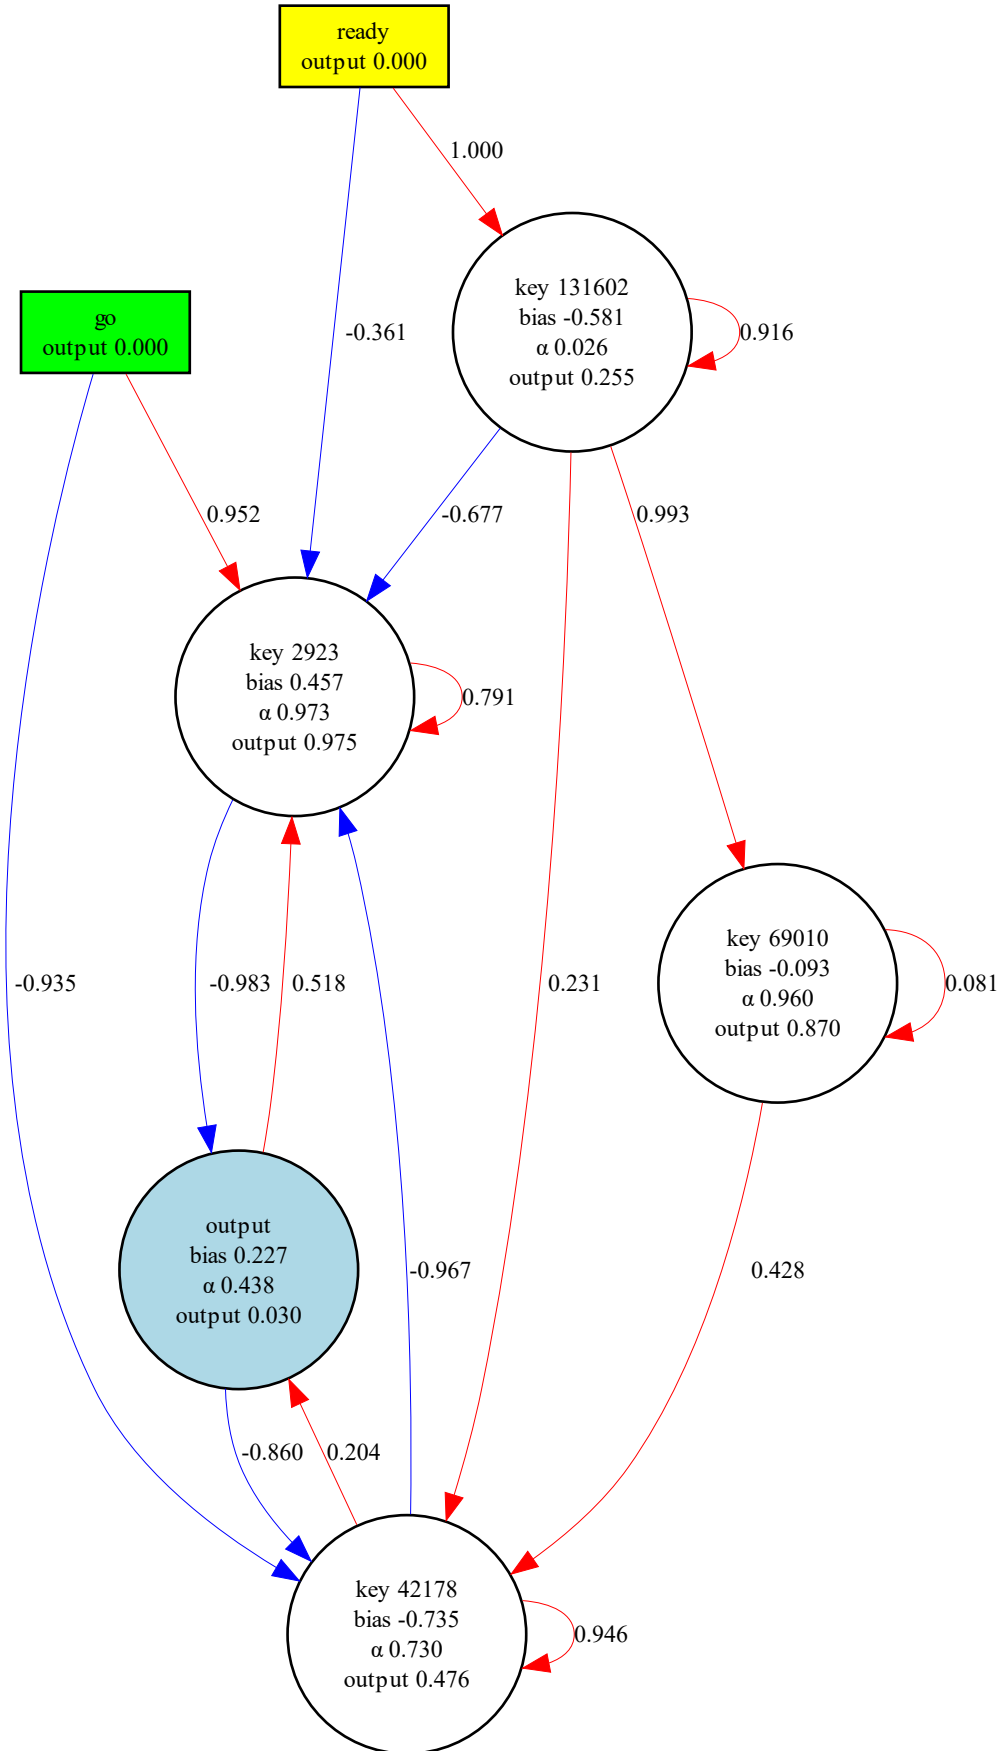 ready
output 0.000
1.000
key 131602
bias -0.581
α 0.026
output 0.255
0.916
go
output 0.000
-0.361
0.952
-0.677
0.993
key 2923
bias 0.457
α 0.973
output 0.975
0.791
key 69010
bias -0.093
α 0.960
output 0.870
0.081
-0.935
-0.983
0.518
0.231
output
bias 0.227
α 0.438
output 0.030
-0.967
0.428
-0.860
0.204
key 42178
bias -0.735
α 0.730
output 0.476
0.946